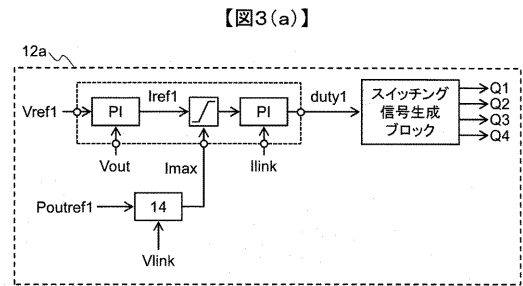 【図3(a)】
12a
Vref1
PI
Iref1
PI
duty1
スイッチング
信号生成
ブロック
Q1
Q2
Q3
Q4
Vout
Imax
Ilink
Poutref1
14
Vlink